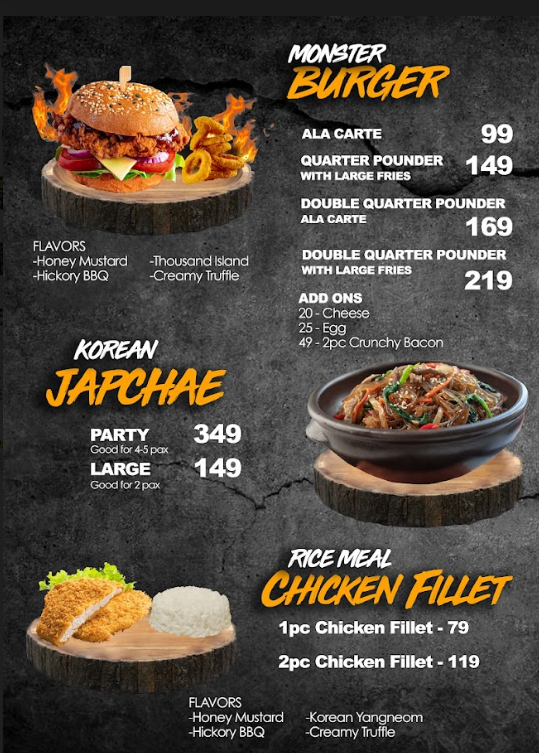 MONSTER
BURGER
ALA CARTE 99
QUARTER POUNDER
WITH LARGE FRIES 149
DOUBLE QUARTER POUNDER
ALA CARTE 169
DOUBLE QUARTER POUNDER
WITH LARGE FRIES 219
ADD ONS
20 - Cheese
25 - Egg
49 - 2pc Crunchy Bacon
FLAVORS
-Honey Mustard -Thousand Island
-Hickory BBQ -Creamy Truffle
KOREAN
JAPCHAE
PARTY 349
Good for 4-5 pax
LARGE 149
Good for 2 pax
RICE MEAL
CHICKEN FILLET
1pc Chicken Fillet - 79
2pc Chicken Fillet - 119
FLAVORS
-Honey Mustard -Korean Yangneom
-Hickory BBQ -Creamy Truffle